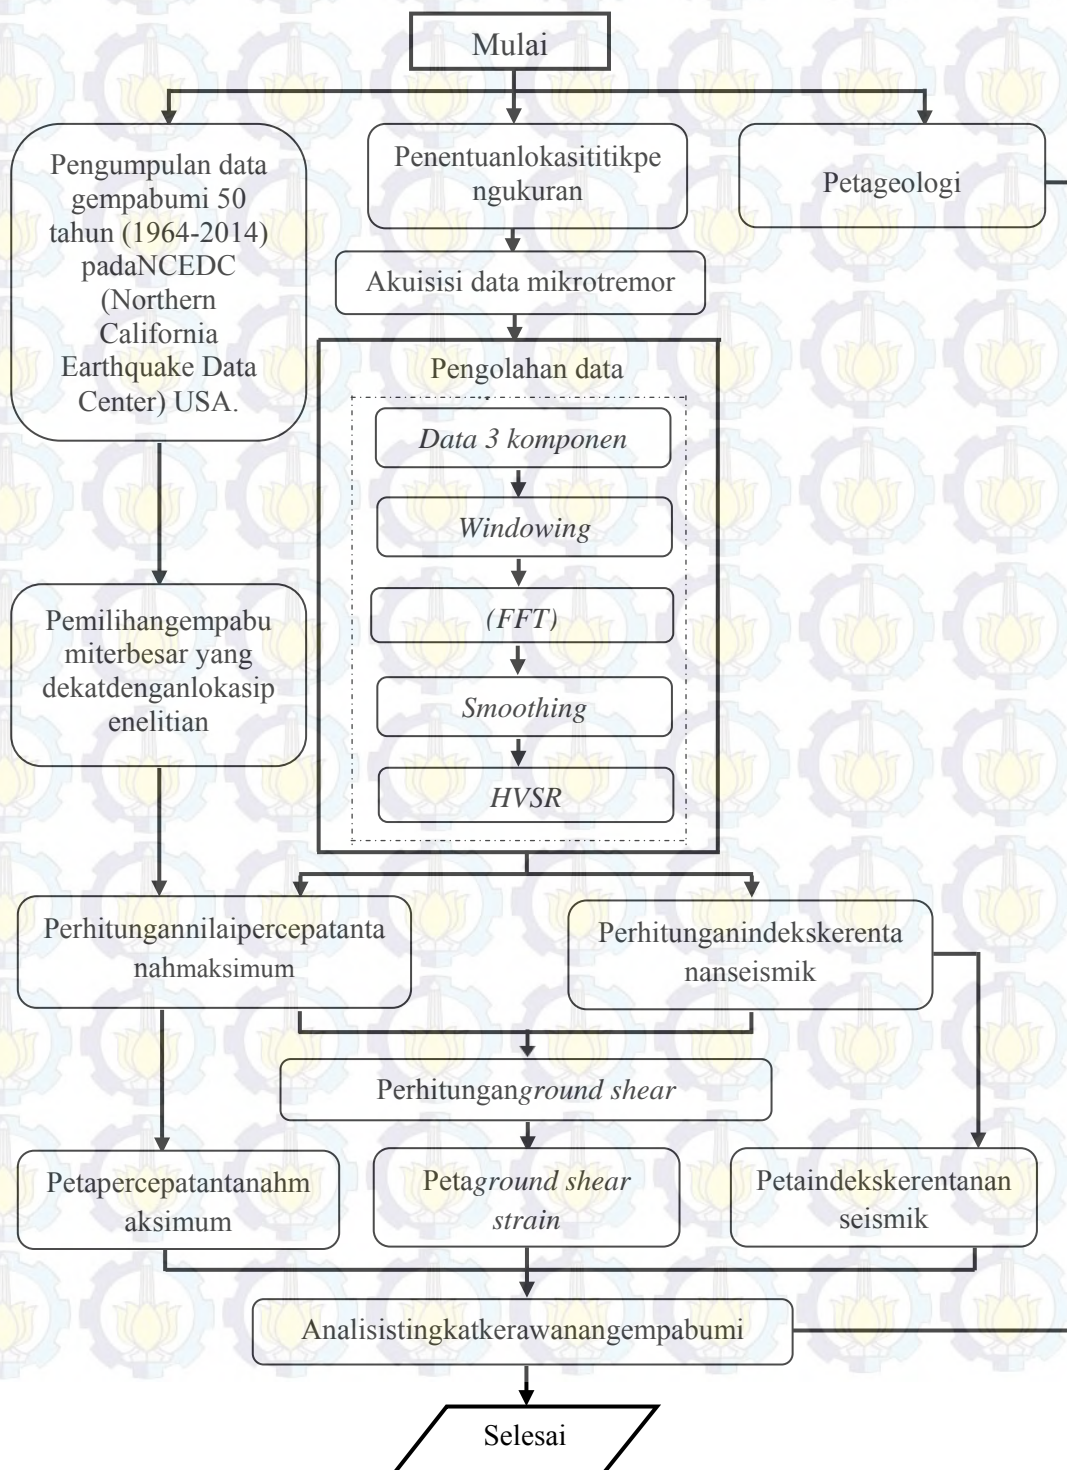 Mulai
Pengumpulan data
gempabumi 50
tahun (1964-2014)
padaNCEDC
(Northern
California
Earthquake Data
Center) USA.
Penentuanlokasititikpe
ngukuran
Petageologi
Akuisisi data mikrotremor
Pengolahan data
Data 3 komponen
Windowing
(FFT)
Smoothing
HVSR
Pemilihangempabu
miterbesar yang
dekatdenganlokasip
enelitian
Perhitungannilaipercepatanta
nahmaksimum
Perhitunganindekskerenta
nanseismik
Perhitunganground shear
Petapercepatantanahm
aksimum
Petaground shear
strain
Petaindekskerentanan
seismik
Analisistingkatkerawanangempabumi
Selesai